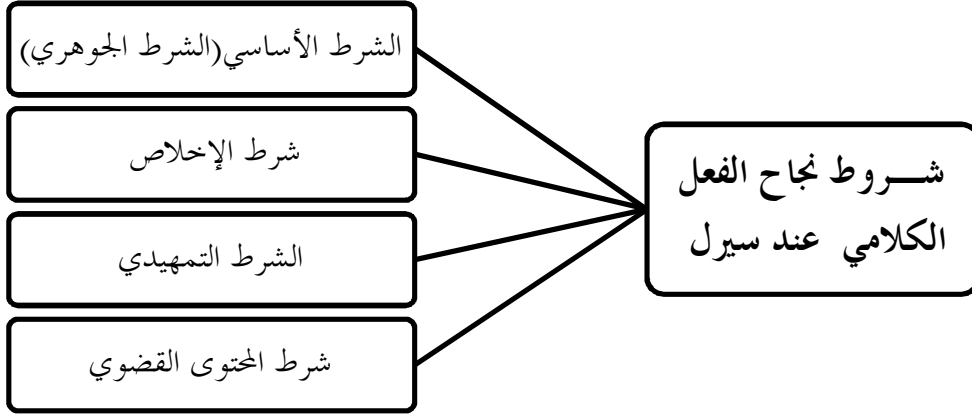 شـــروط نجاح الفعل
الكلامي عند سيرل
الشرط الأساسي(الشرط الجوهري)
شرط الإخلاص
الشرط التمهيدي
شرط المحتوى القضوي